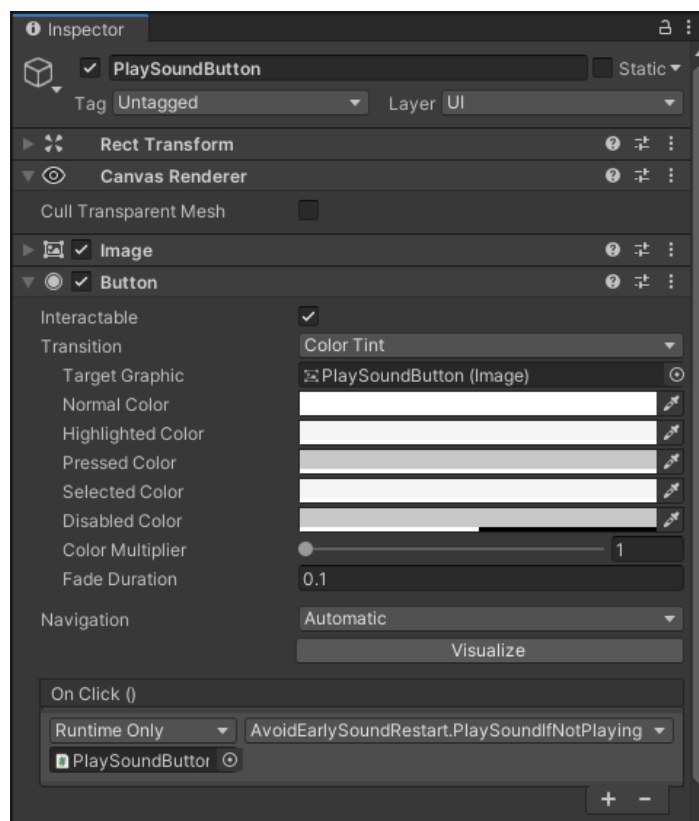 Inspector
PlaySoundButton Static
Tag Untagged Layer UI
Rect Transform
Canvas Renderer
Cull Transparent Mesh
Image
Button
Interactable
Transition Color Tint
Target Graphic PlaySoundButton (Image)
Normal Color
Highlighted Color
Pressed Color
Selected Color
Disabled Color
Color Multiplier 1
Fade Duration 0.1
Navigation Automatic
Visualize
On Click ()
Runtime Only AvoidEarlySoundRestart.PlaySoundIfNotPlaying
PlaySoundButtor